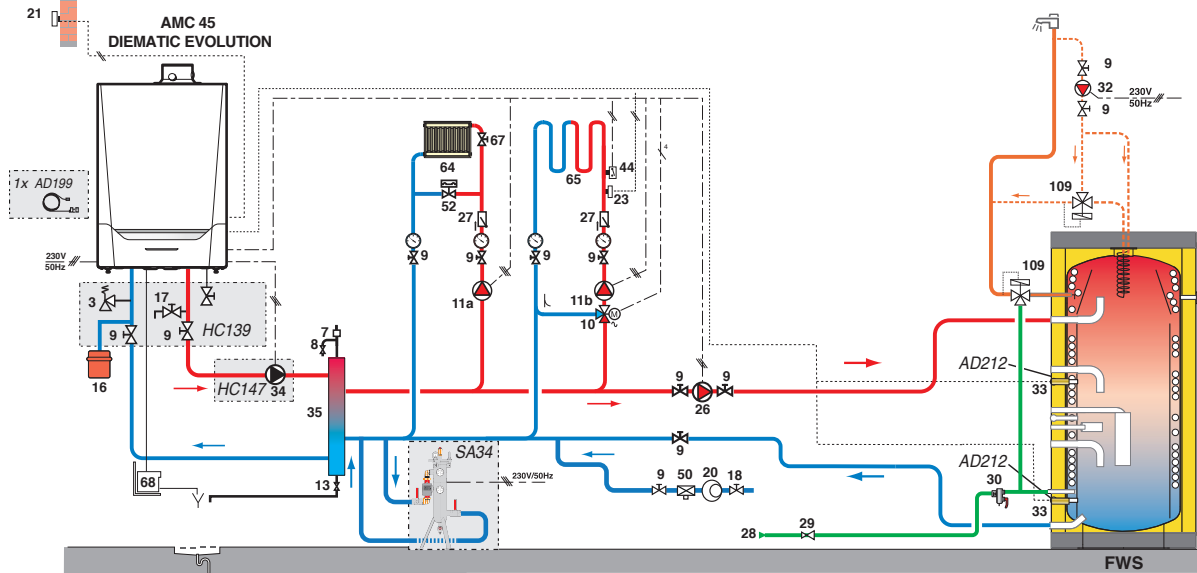 21
AMC 45
DIEMATIC EVOLUTION
1x AD199
230V
50Hz
3
17
9
9
HC139
16
HC147
34
7
8
35
13
68
64
67
52
27
9
9
11a
65
44
23
27
9
9
11b
10
M
4
9
9
26
9
SA34
230V/50Hz
9
50
20
18
28
29
30
9
32
9
230V
50Hz
109
109
AD212
33
AD212
33
FWS